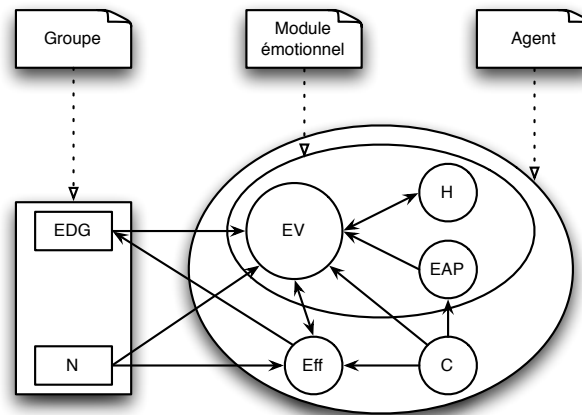 Groupe
Module
émotionnel
Agent
EDG
EV
H
EAP
N
Eff
C